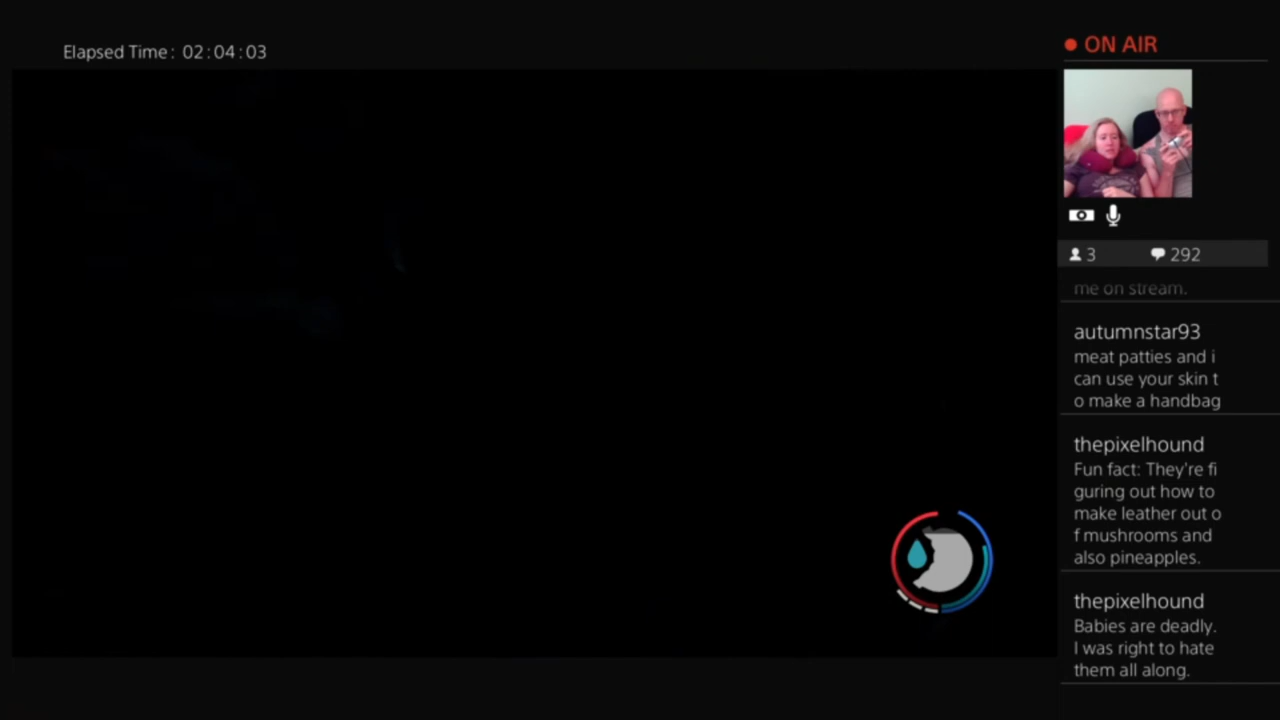 Elapsed Time: 02:04:03
ON AIR
3
292
me on stream.
autumnstar93
meat patties and i
can use your skin t
o make a handbag
thepixelhound
Fun fact: They're fi
guring out how to
make leather out o
f mushrooms and
also pineapples.
thepixelhound
Babies are deadly.
I was right to hate
them all along.